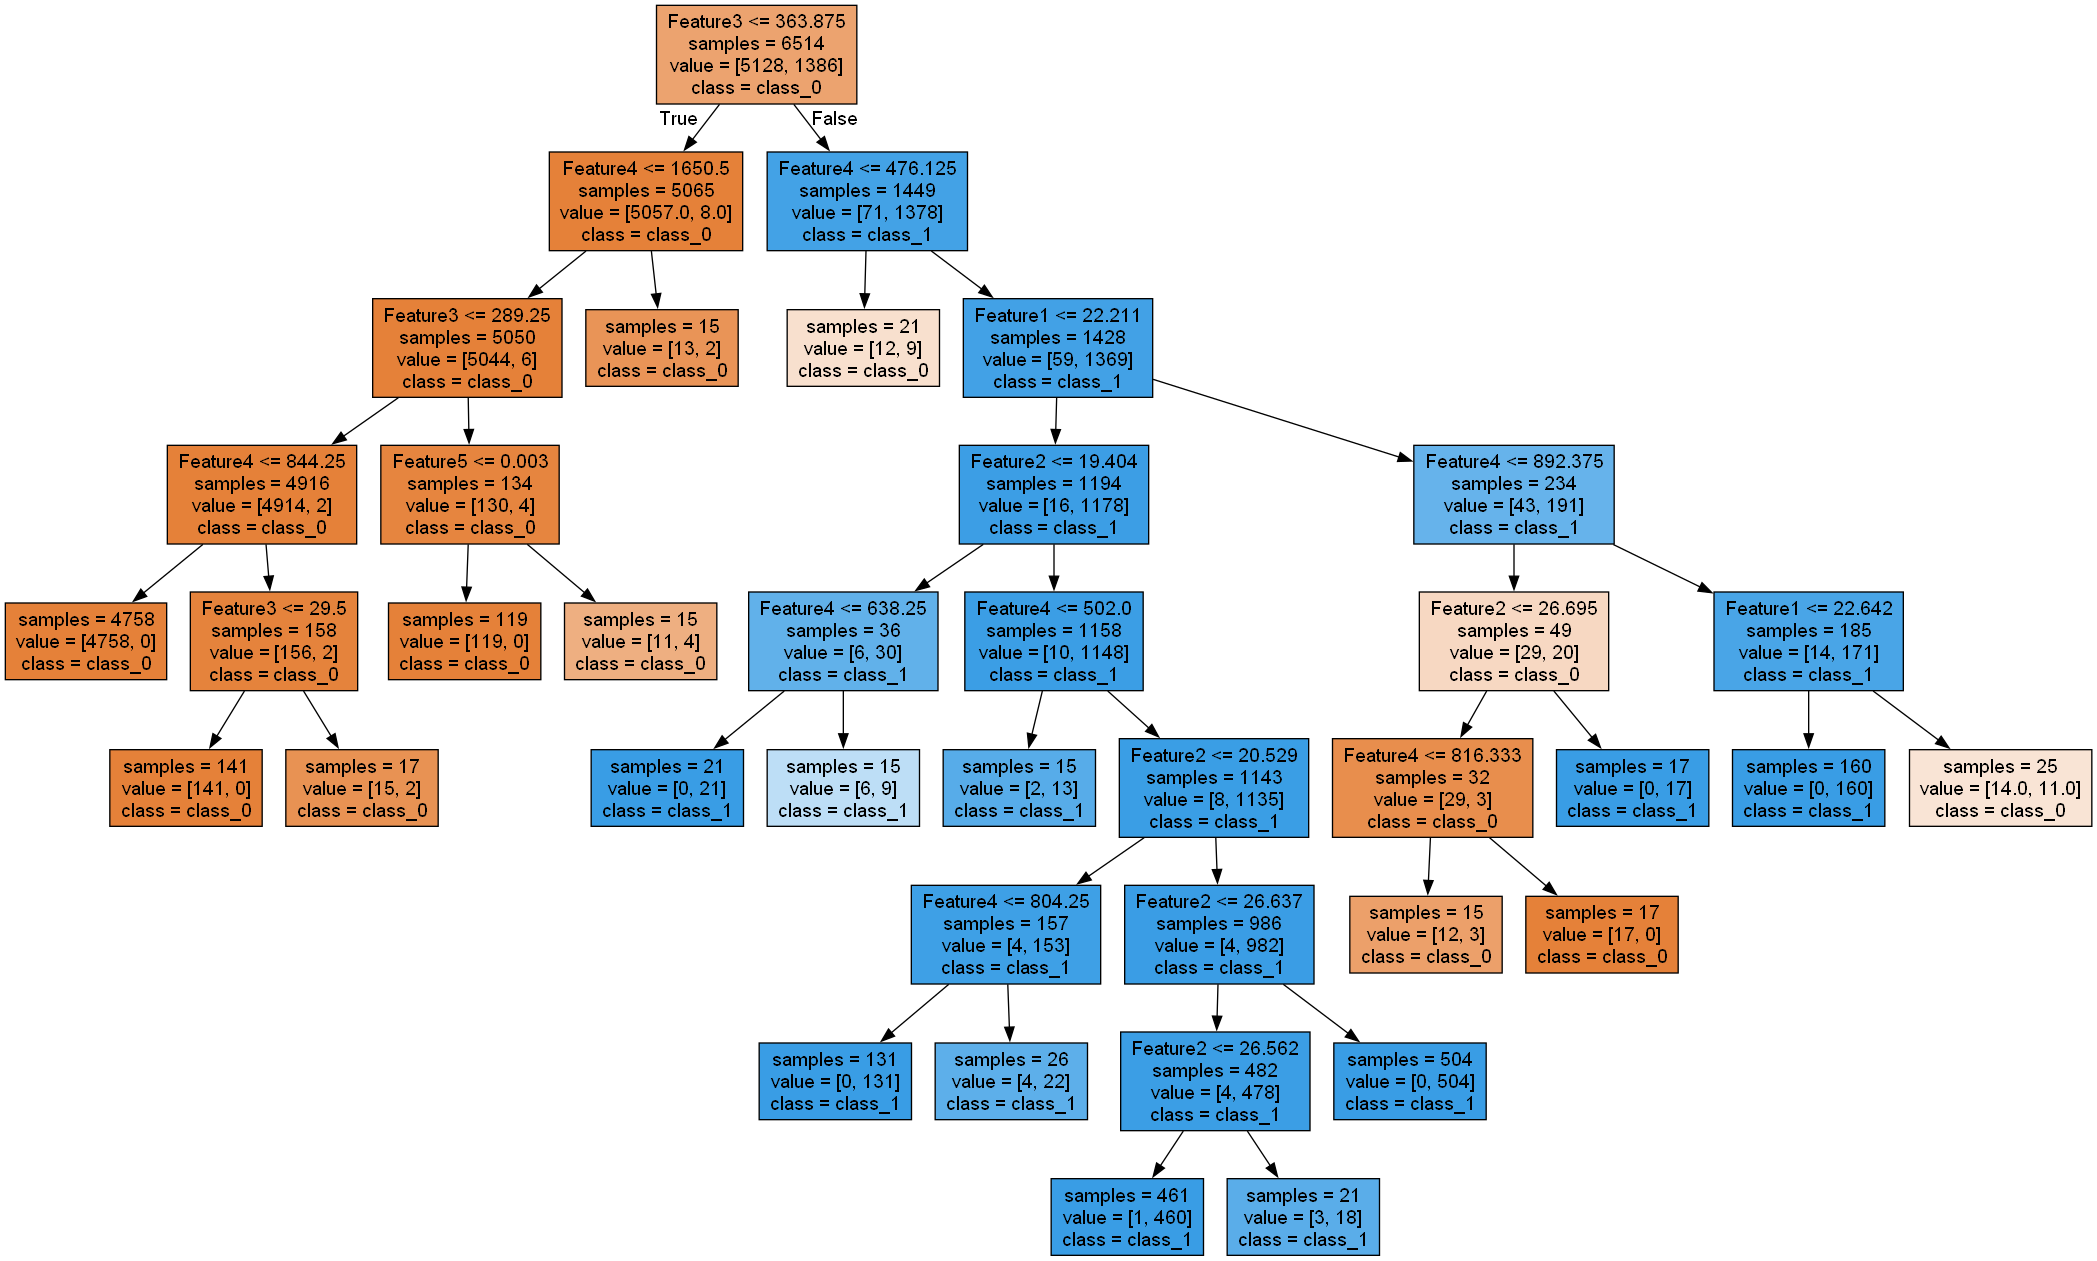 Feature3 <= 363.875
samples = 6514
value = [5128, 1386]
class = class_0
True
False
Feature4 <= 1650.5
samples = 5065
value = [5057.0, 8.0]
class = class_0
Feature4 <= 476.125
samples = 1449
value = [71, 1378]
class = class_1
Feature3 <= 289.25
samples = 5050
value = [5044, 6]
class = class_0
samples = 15
value = [13, 2]
class = class_0
samples = 21
value = [12, 9]
class = class_0
Feature1 <= 22.211
samples = 1428
value = [59, 1369]
class = class_1
Feature4 <= 844.25
samples = 4916
value = [4914, 2]
class = class_0
Feature5 <= 0.003
samples = 134
value = [130, 4]
class = class_0
Feature2 <= 19.404
samples = 1194
value = [16, 1178]
class = class_1
Feature4 <= 892.375
samples = 234
value = [43, 191]
class = class_1
samples = 4758
value = [4758, 0]
class = class_0
Feature3 <= 29.5
samples = 158
value = [156, 2]
class = class_0
samples = 119
value = [119, 0]
class = class_0
samples = 15
value = [11, 4]
class = class_0
Feature4 <= 638.25
samples = 36
value = [6, 30]
class = class_1
Feature4 <= 502.0
samples = 1158
value = [10, 1148]
class = class_1
Feature2 <= 26.695
samples = 49
value = [29, 20]
class = class_0
Feature1 <= 22.642
samples = 185
value = [14, 171]
class = class_1
samples = 141
value = [141, 0]
class = class_0
samples = 17
value = [15, 2]
class = class_0
samples = 21
value = [0, 21]
class = class_1
samples = 15
value = [6, 9]
class = class_1
samples = 15
value = [2, 13]
class = class_1
Feature2 <= 20.529
samples = 1143
value = [8, 1135]
class = class_1
Feature4 <= 816.333
samples = 32
value = [29, 3]
class = class_0
samples = 17
value = [0, 17]
class = class_1
samples = 160
value = [0, 160]
class = class_1
samples = 25
value = [14.0, 11.0]
class = class_0
Feature4 <= 804.25
samples = 157
value = [4, 153]
class = class_1
Feature2 <= 26.637
samples = 986
value = [4, 982]
class = class_1
samples = 15
value = [12, 3]
class = class_0
samples = 17
value = [17, 0]
class = class_0
samples = 131
value = [0, 131]
class = class_1
samples = 26
value = [4, 22]
class = class_1
Feature2 <= 26.562
samples = 482
value = [4, 478]
class = class_1
samples = 504
value = [0, 504]
class = class_1
samples = 461
value = [1, 460]
class = class_1
samples = 21
value = [3, 18]
class = class_1